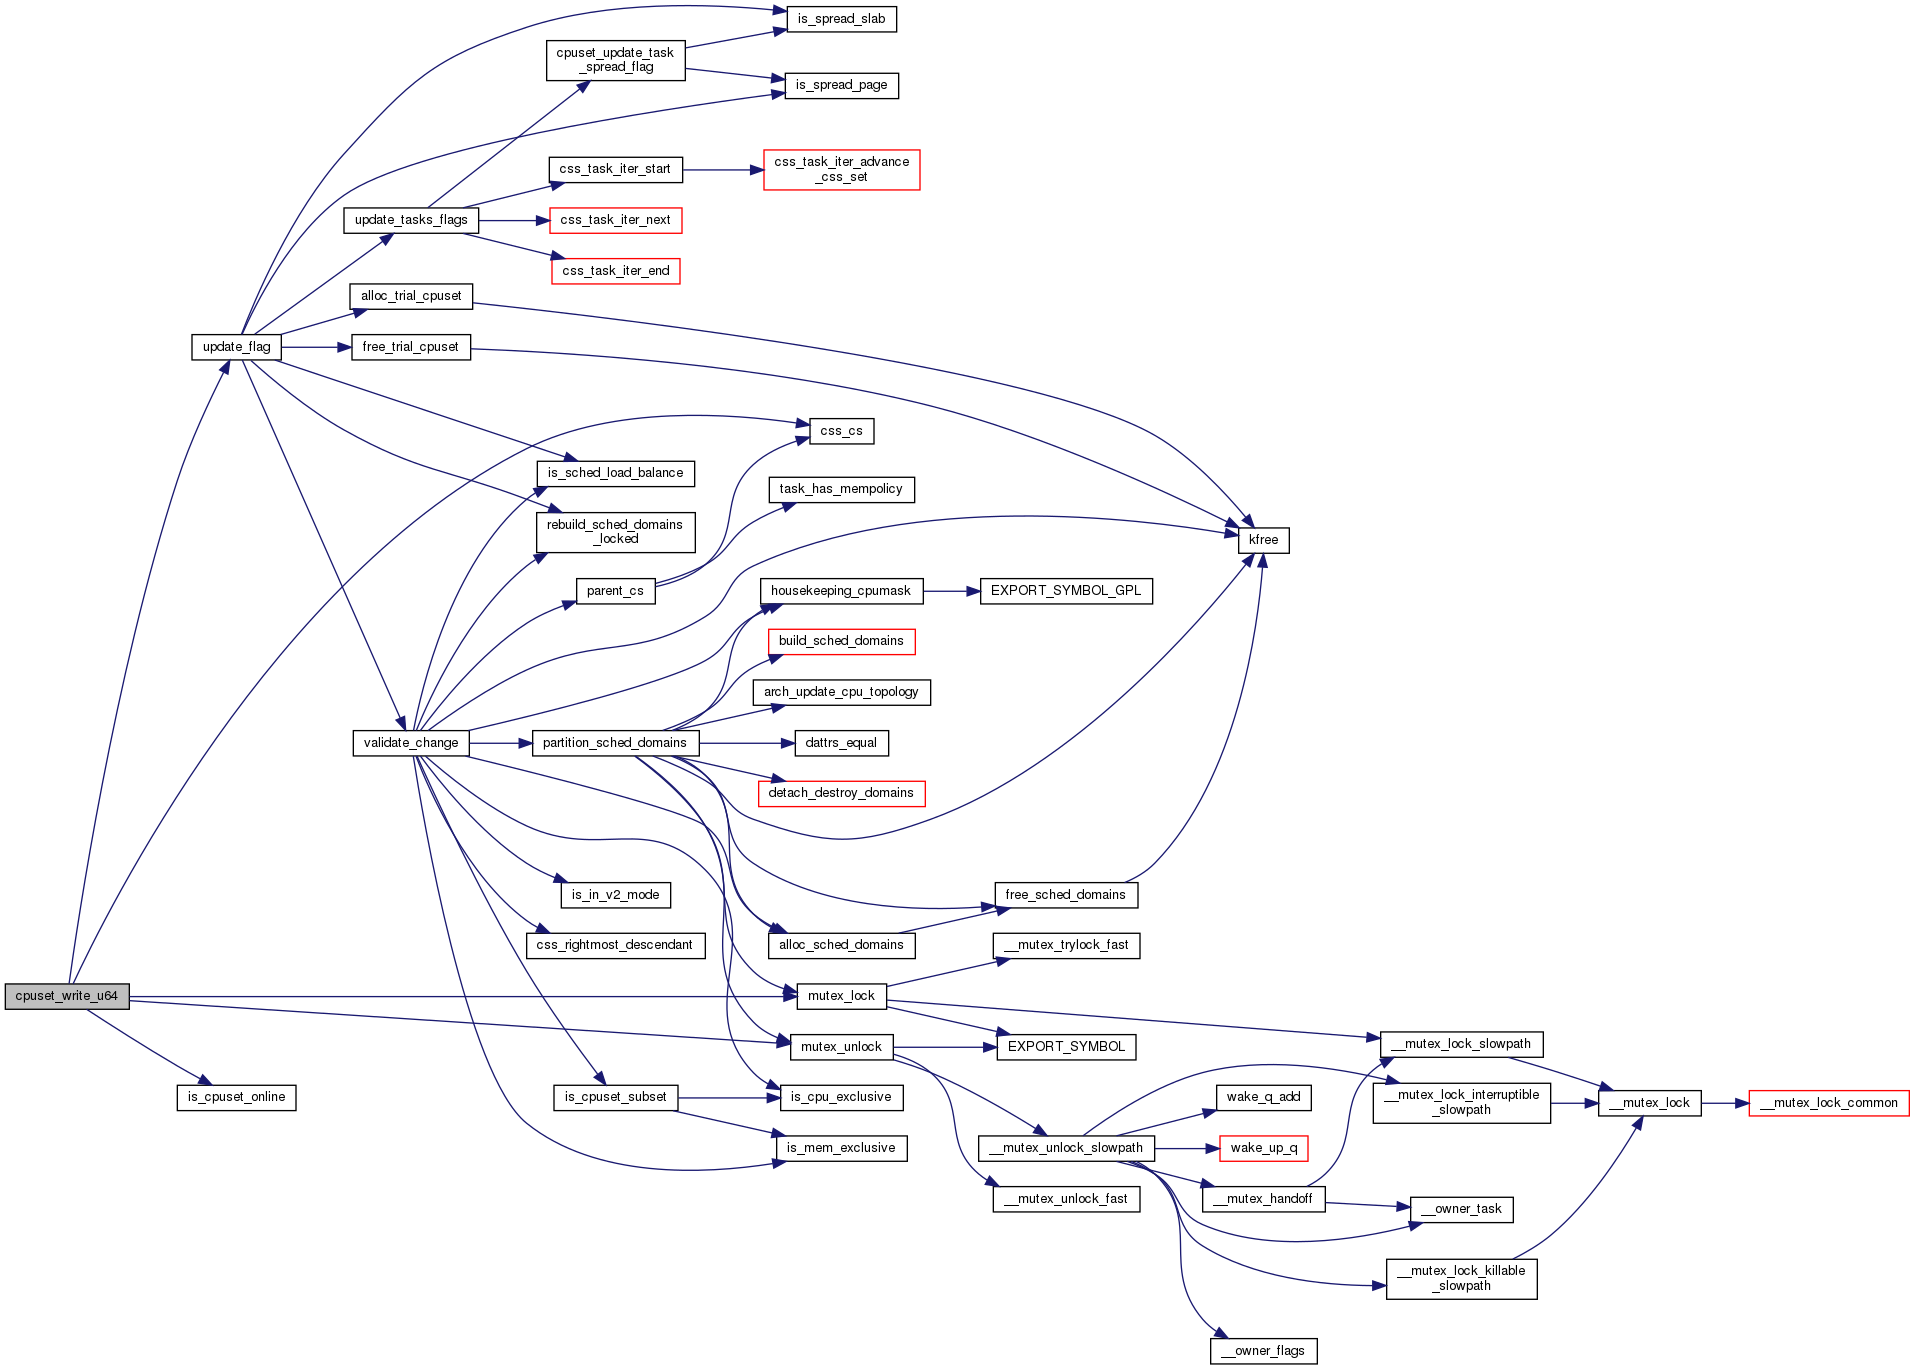 is_spread_slab
cpuset_update_task
_spread_flag
is_spread_page
css_task_iter_start
css_task_iter_advance
_css_set
update_tasks_flags
css_task_iter_next
css_task_iter_end
alloc_trial_cpuset
update_flag
free_trial_cpuset
css_cs
is_sched_load_balance
task_has_mempolicy
rebuild_sched_domains
_locked
kfree
parent_cs
housekeeping_cpumask
EXPORT_SYMBOL_GPL
build_sched_domains
arch_update_cpu_topology
validate_change
partition_sched_domains
dattrs_equal
detach_destroy_domains
is_in_v2_mode
free_sched_domains
css_rightmost_descendant
alloc_sched_domains
__mutex_trylock_fast
cpuset_write_u64
mutex_lock
mutex_unlock
EXPORT_SYMBOL
__mutex_lock_slowpath
is_cpuset_online
is_cpuset_subset
is_cpu_exclusive
wake_q_add
__mutex_lock_interruptible
_slowpath
__mutex_lock
__mutex_lock_common
is_mem_exclusive
__mutex_unlock_slowpath
wake_up_q
__mutex_unlock_fast
__mutex_handoff
__owner_task
__mutex_lock_killable
_slowpath
__owner_flags